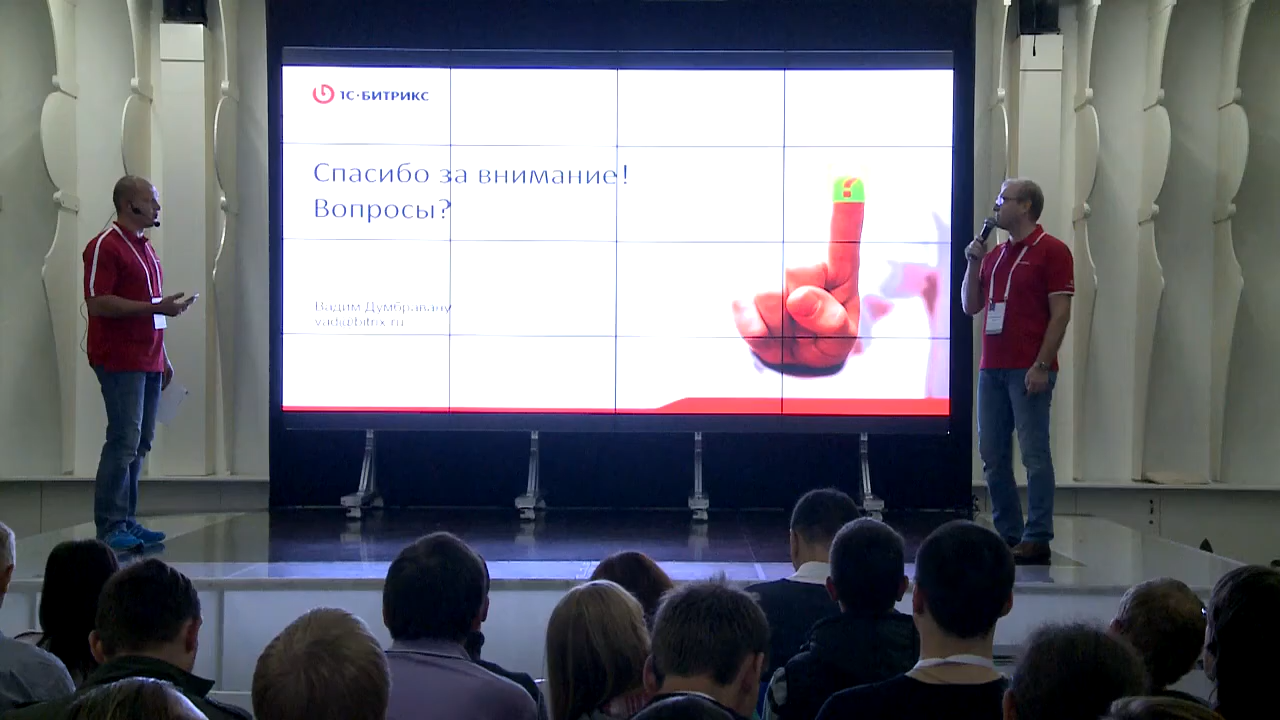 1С·БИТРИКС
Спасибо за внимание!
Вопросы?
Вадим Думбравану
vad@bitrix.ru